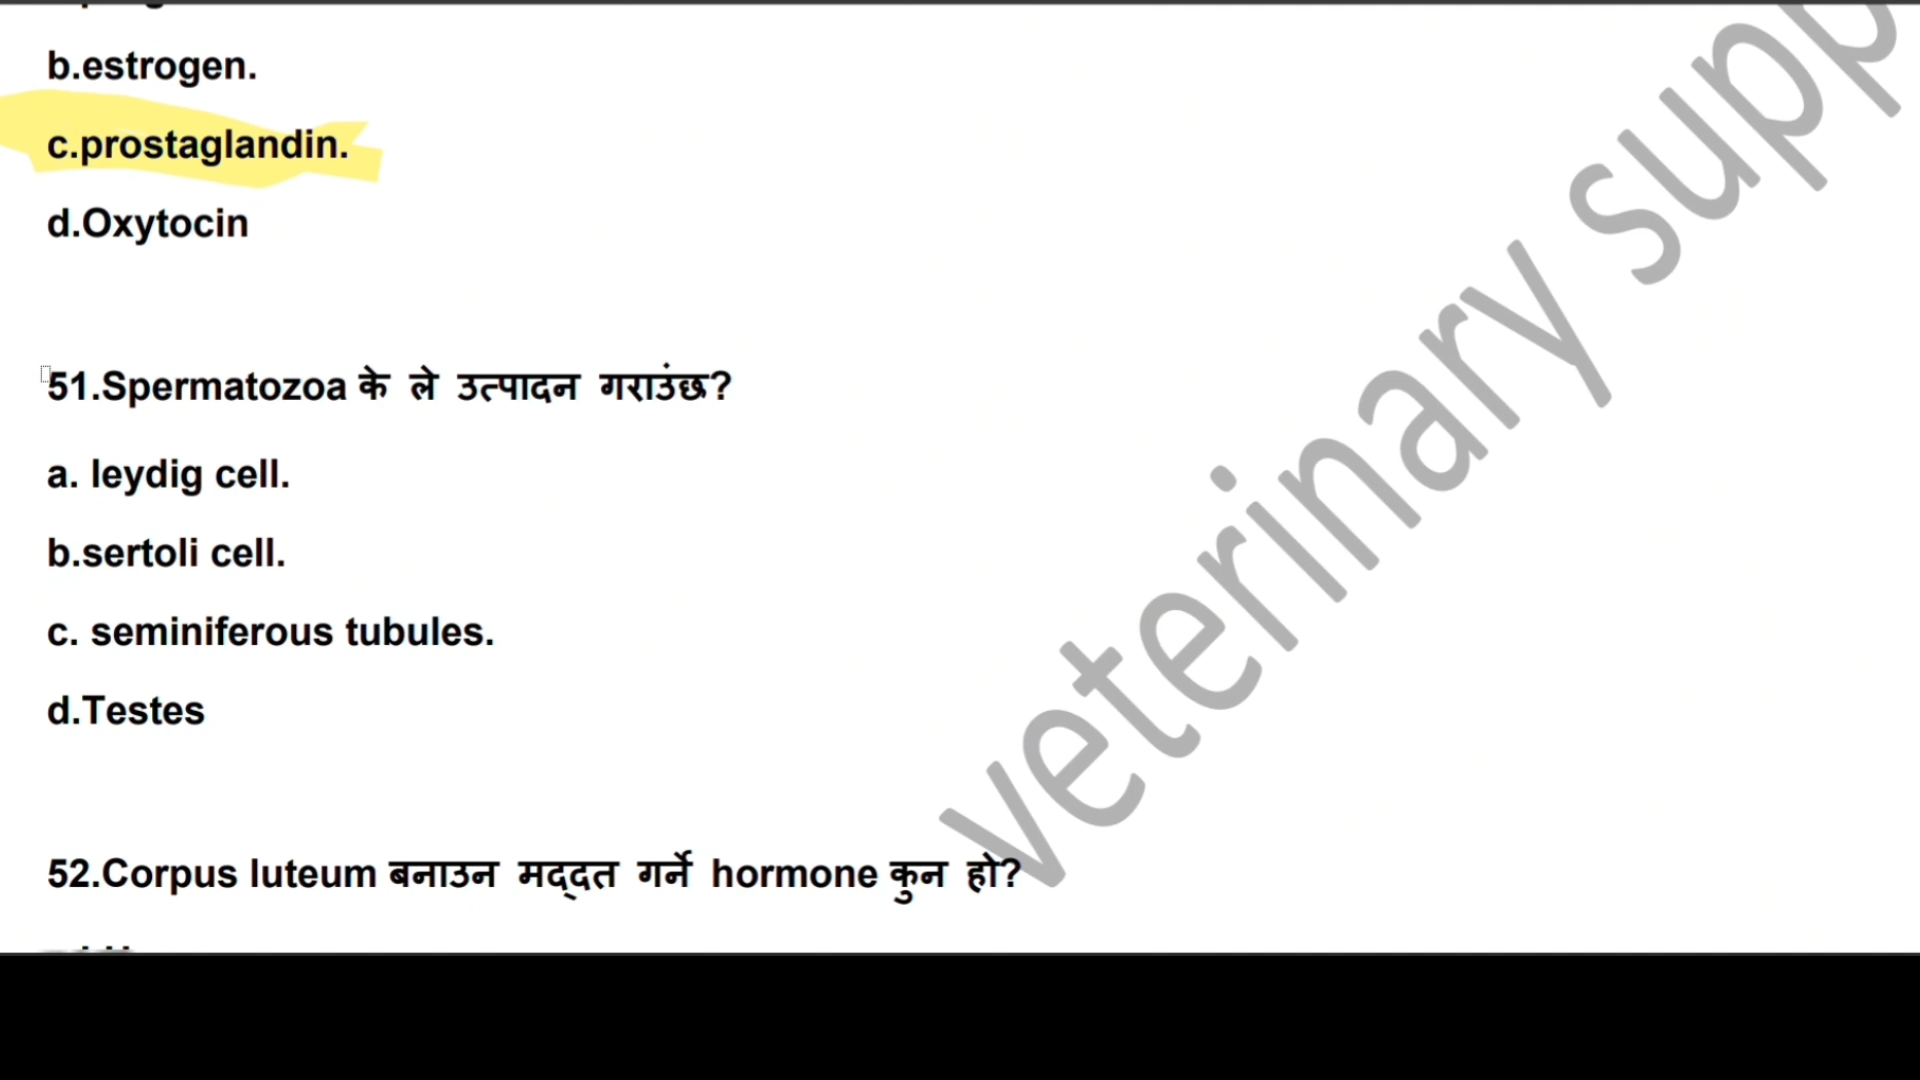 b.estrogen.
c.prostaglandin.
d.Oxytocin
51.Spermatozoa के ले उत्पादन गराउंछ?
a. leydig cell.
b.sertoli cell.
c. seminiferous tubules.
d.Testes
52.Corpus luteum बनाउन मद्दत गर्ने hormone कुन हो?
veterinary supp